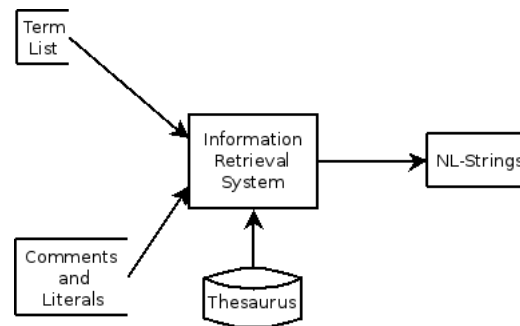 Term
List
Information
Retrieval
System
NL-Strings
Comments
and
Literals
Thesaurus